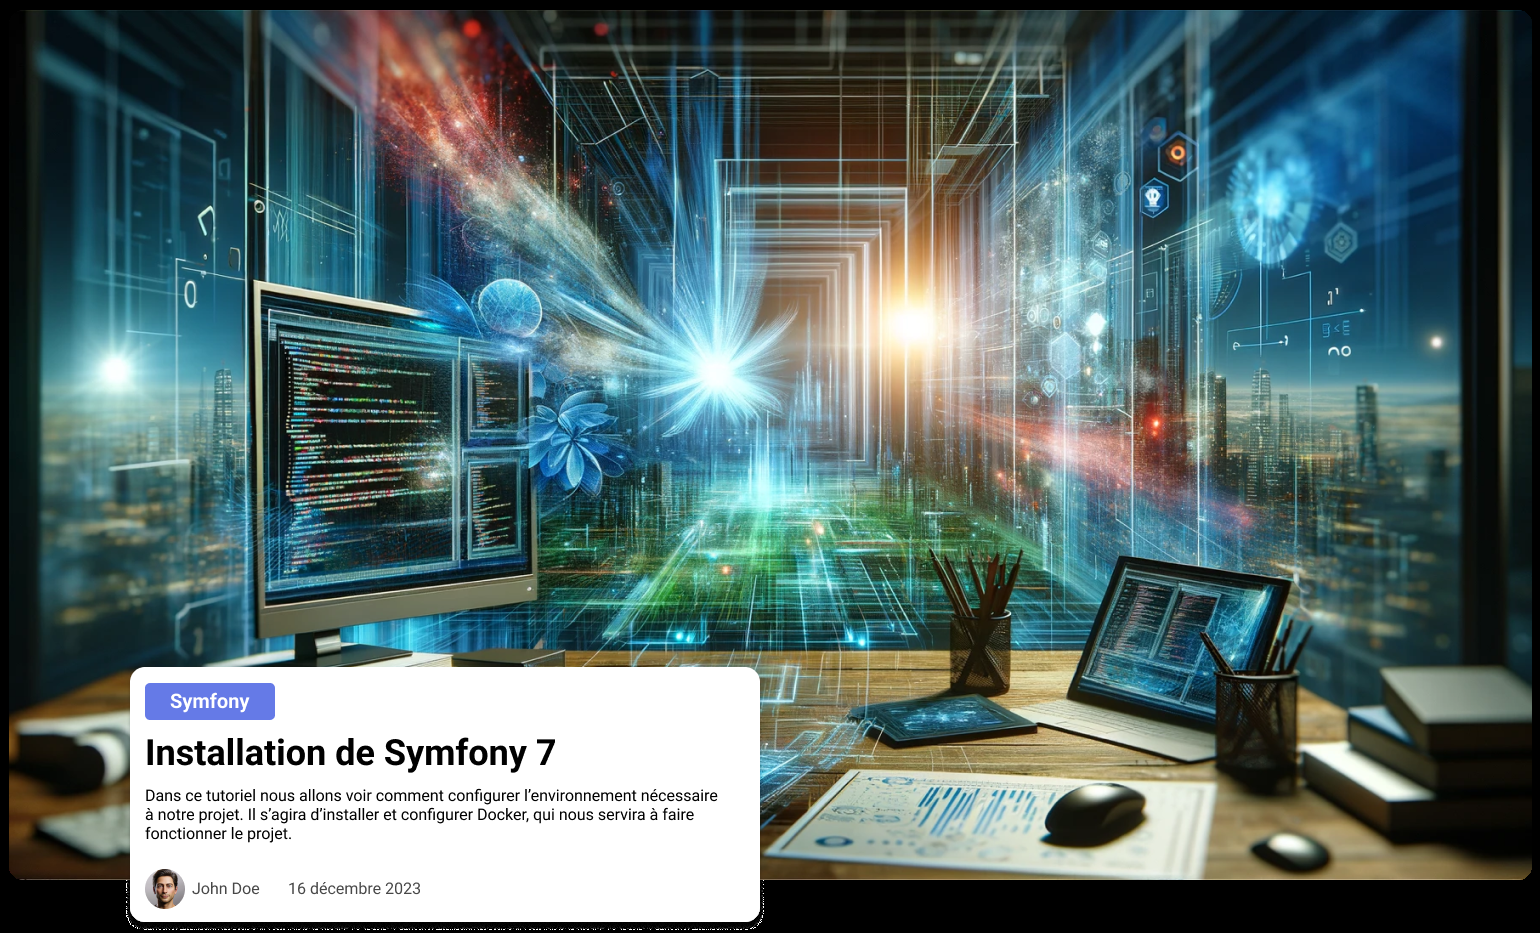 Symfony
Installation de Symfony 7
Dans ce tutoriel nous allons voir comment configurer l’environnement nécessaire
à notre projet. Il s’agira d’installer et configurer Docker, qui nous servira à faire
fonctionner le projet.
John Doe 16 décembre 2023